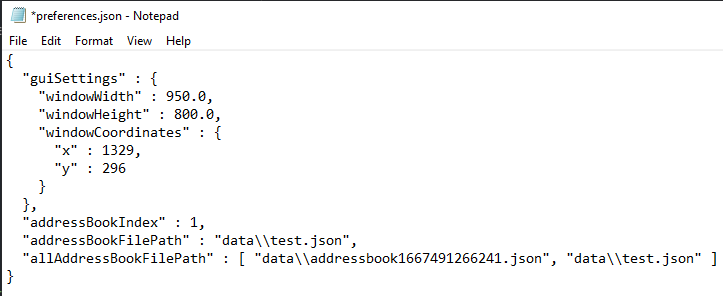 *preferences.json - Notepad
File Edit Format View Help
{
  "guiSettings" : {
    "windowWidth" : 950.0,
    "windowHeight" : 800.0,
    "windowCoordinates" : {
      "x" : 1329,
      "y" : 296
    }
  },
  "addressBookIndex" : 1,
  "addressBookFilePath" : "data\\test.json",
  "allAddressBookFilePath" : [ "data\\addressbook1667491266241.json", "data\\test.json" ]
}